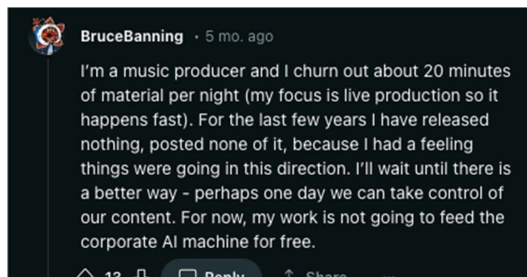 BruceBanning • 5 mo. ago
I'm a music producer and I churn out about 20 minutes
of material per night (my focus is live production so it
happens fast). For the last few years I have released
nothing, posted none of it, because I had a feeling
things were going in this direction. I'll wait until there is
a better way - perhaps one day we can take control of
our content. For now, my work is not going to feed the
corporate AI machine for free.
13 Reply Share